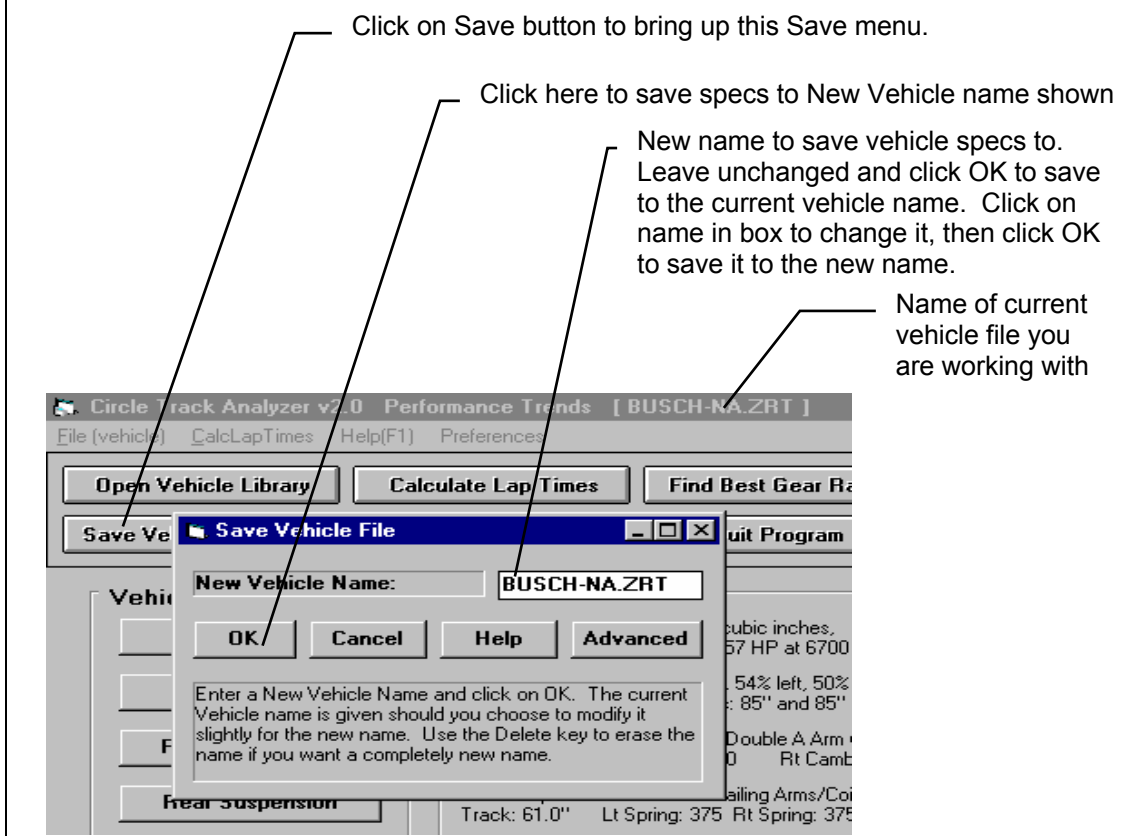 Click on Save button to bring up this Save menu.
Click here to save specs to New Vehicle name shown
New name to save vehicle specs to.
Leave unchanged and click OK to save
to the current vehicle name. Click on
name in box to change it, then click OK
to save it to the new name.
Name of current
vehicle file you
are working with
Circle Track Analyzer v2.0 Performance Trends [ BUSCH-NA.ZRT ]
File (vehicle) CalcLapTimes Help(F1) Preferences
Open Vehicle Library Calculate Lap Times Find Best Gear Ra
Save Ve Save Vehicle File uit Program
New Vehicle Name: BUSCH-NA.ZRT
Vehic
OK Cancel Help Advanced
cubic inches,
57 HP at 6700
Enter a New Vehicle Name and click on OK. The current
Vehicle name is given should you choose to modify it
slightly for the new name. Use the Delete key to erase the
name if you want a completely new name.
54% left, 50%
: 85" and 85"
F Double A Arm
0 Rt Camb
Rear Suspension ailing Arms/Coi
Track: 61.0" Lt Spring: 375 Rt Spring: 375